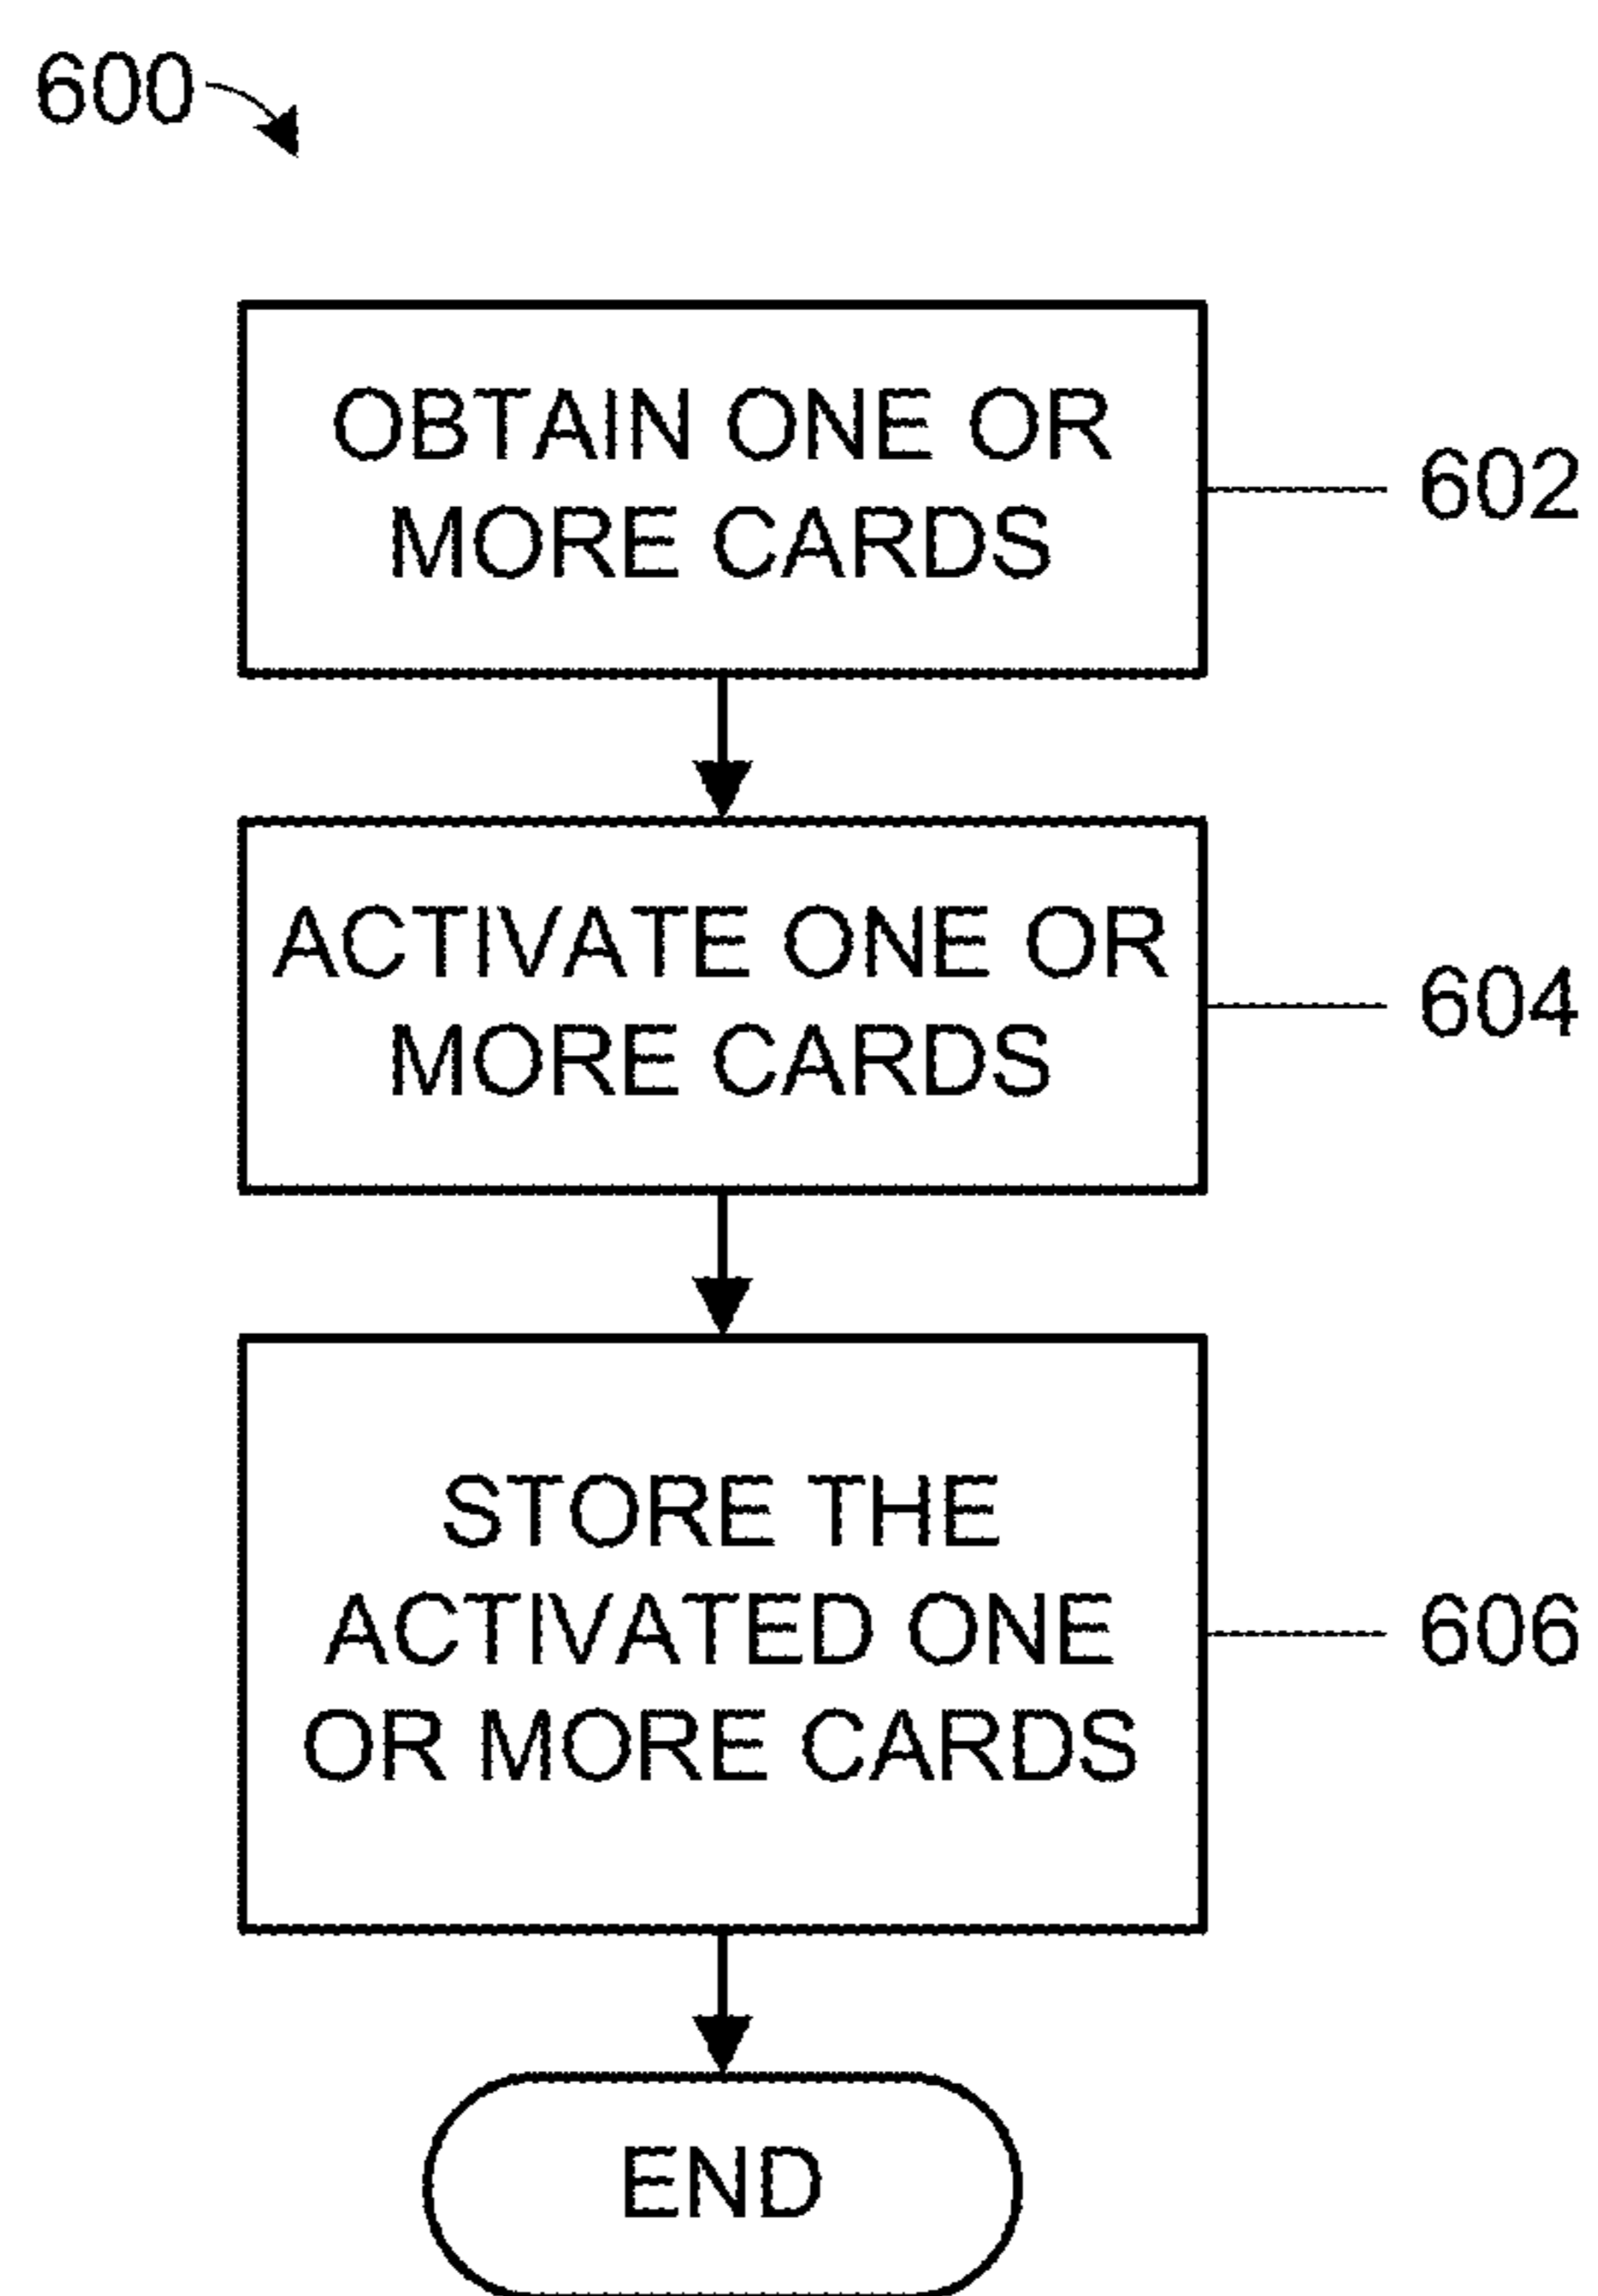 600
OBTAIN ONE OR
MORE CARDS
602
ACTIVATE ONE OR
MORE CARDS
604
STORE THE
ACTIVATED ONE
OR MORE CARDS
606
END